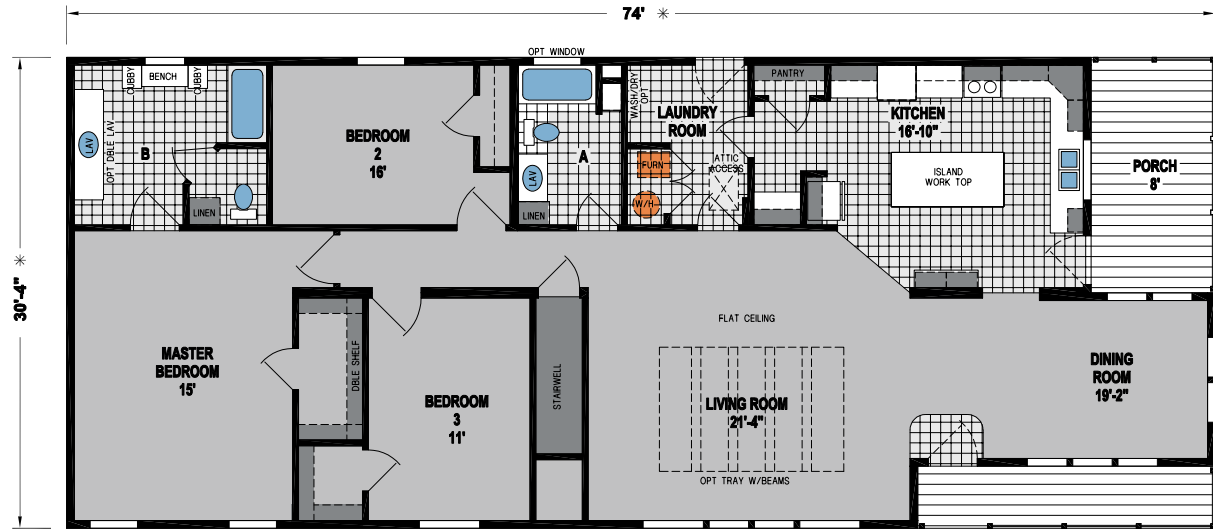 74' ✳
30'-4" ✳
OPT WINDOW
CUBBY
BENCH
CUBBY
LAV
OPT DBLE LAV
B
LINEN
BEDROOM
2
16'
A
LAV
LINEN
WASH/DRY
OPT
LAUNDRY
ROOM
FURN
W/H
ATTIC
ACCESS
X
PANTRY
KITCHEN
16'-10"
ISLAND
WORK TOP
PORCH
8'
MASTER
BEDROOM
15'
DBLE SHELF
BEDROOM
3
11'
STAIRWELL
FLAT CEILING
LIVING ROOM
21'-4"
OPT TRAY W/BEAMS
DINING
ROOM
19'-2"